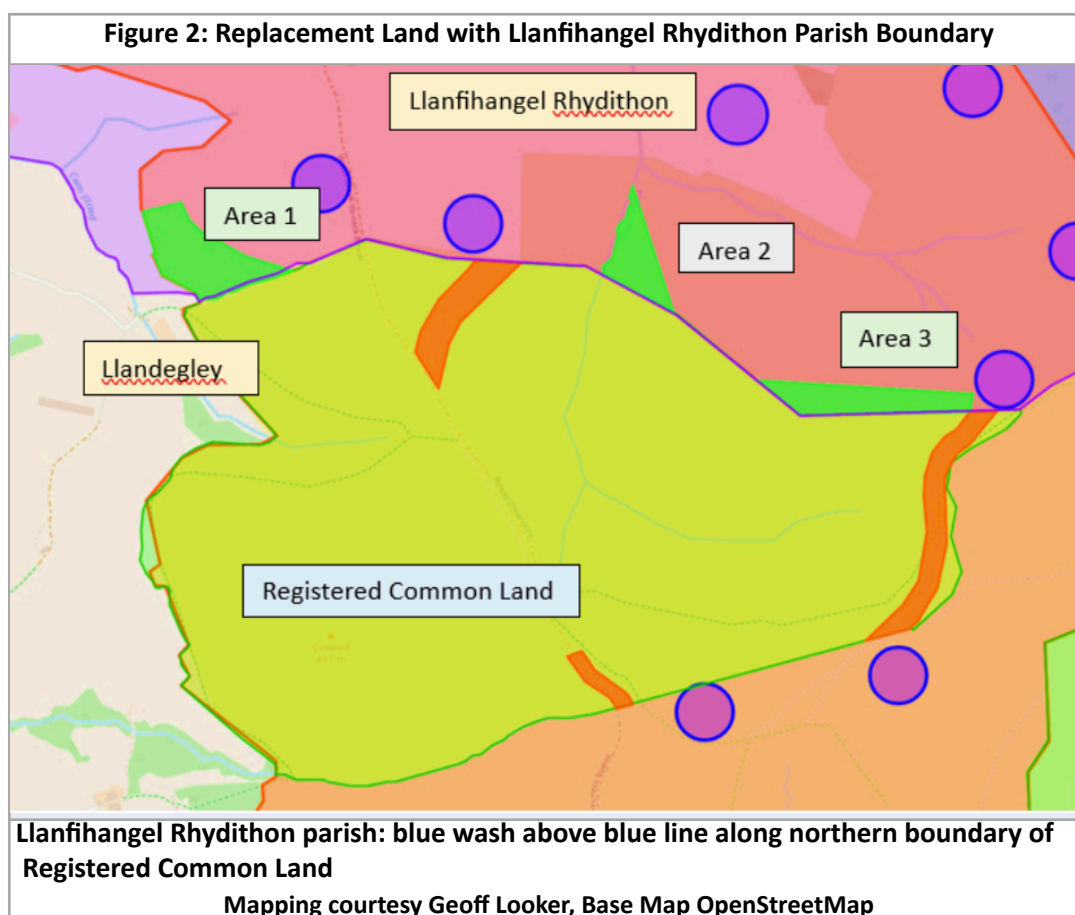 Figure 2: Replacement Land with Llanfihangel Rhydithon Parish Boundary
Llanfihangel Rhydithon
Area 1
Area 2
Area 3
Llandegley
Registered Common Land
Llanfihangel Rhydithon parish: blue wash above blue line along northern boundary of
Registered Common Land
Mapping courtesy Geoff Looker, Base Map OpenStreetMap